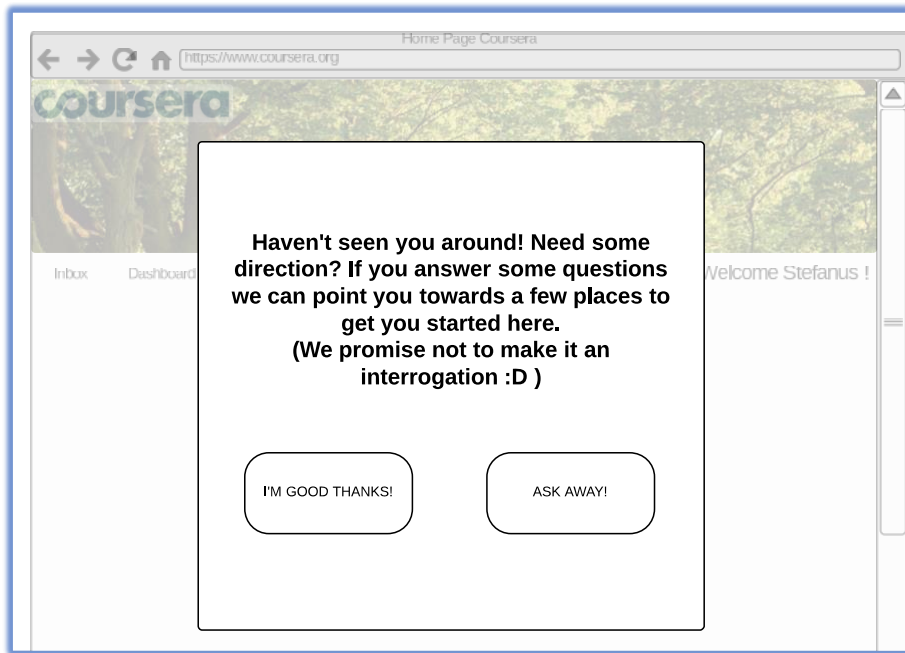 Home Page Coursera
https://www.coursera.org
coursera
Inbox Dashboard Welcome Stefanus !
Haven't seen you around! Need some
direction? If you answer some questions
we can point you towards a few places to
get you started here.
(We promise not to make it an
interrogation :D )
I'M GOOD THANKS! ASK AWAY!